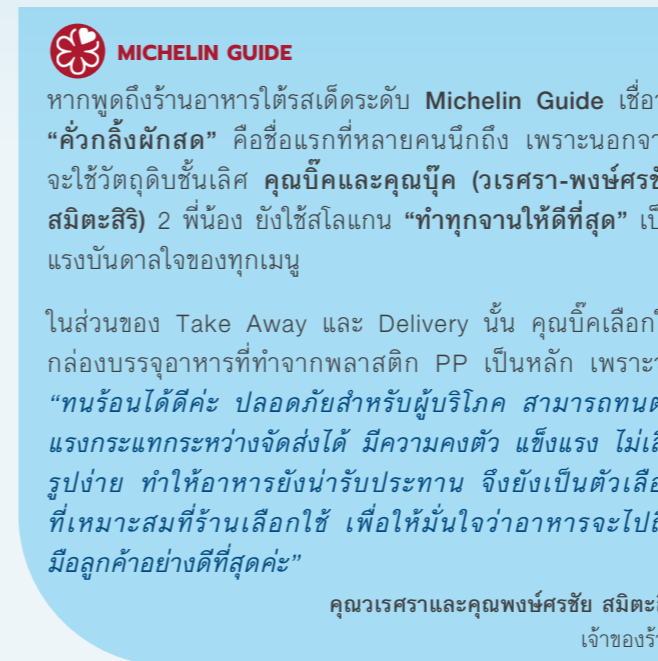 MICHELIN GUIDE
หากพูดถึงร้านอาหารใต้รสเด็ดระดับ Michelin Guide เชื่อว
“คั่วกลิ้งผักสด” คือชื่อแรกที่หลายคนนึกถึง เพราะนอกจา
จะใช้วัตถุดิบชั้นเลิศ คุณบิ๊คและคุณบุ๊ค (วเรศรา-พงษ์ศรชั
สมิตะสิริ) 2 พี่น้อง ยังใช้สโลแกน “ทำทุกจานให้ดีที่สุด” เป็
แรงบันดาลใจของทุกเมนู
ในส่วนของ Take Away และ Delivery นั้น คุณบิ๊คเลือกใ
กล่องบรรจุอาหารที่ทำจากพลาสติก PP เป็นหลัก เพราะว
“ทนร้อนได้ดีค่ะ ปลอดภัยสำหรับผู้บริโภค สามารถทนต
แรงกระแทกระหว่างจัดส่งได้ มีความคงตัว แข็งแรง ไม่เสี
รูปง่าย ทำให้อาหารยังน่ารับประทาน จึงยังเป็นตัวเลือ
ที่เหมาะสมที่ร้านเลือกใช้ เพื่อให้มั่นใจว่าอาหารจะไปถึ
มือลูกค้าอย่างดีที่สุดค่ะ”
คุณวเรศราและคุณพงษ์ศรชัย สมิตะสิ
เจ้าของร้า